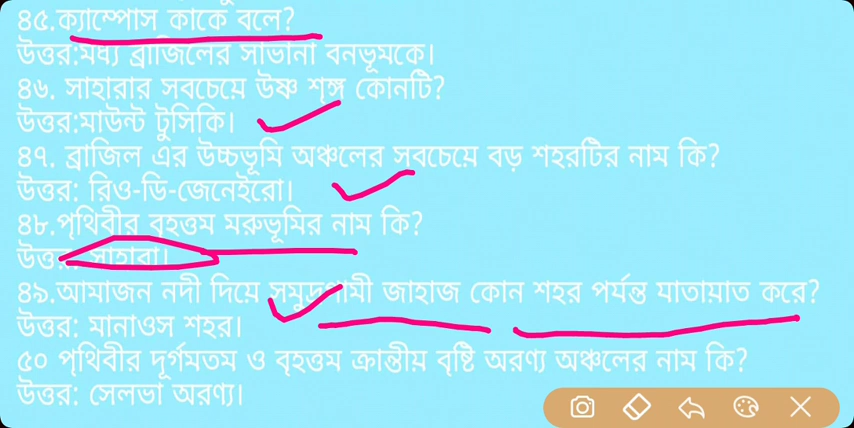 ৪৫.ক্যাম্পোস কাকে বলে?
উত্তর:মধ্য ব্রাজিলের সাভানা বনভূমকে।
৪৬. সাহারার সবচেয়ে উষ্ণ শৃঙ্গ কোনটি?
উত্তর:মাউন্ট টুসিকি।
৪৭. ব্রাজিল এর উচ্চভূমি অঞ্চলের সবচেয়ে বড় শহরটির নাম কি?
উত্তর: রিও-ডি-জেনেইরো।
৪৮.পৃথিবীর বৃহত্তম মরুভূমির নাম কি?
উত্তর: সাহারা।
৪৯.আমাজন নদী দিয়ে সমুদ্রগামী জাহাজ কোন শহর পর্যন্ত যাতায়াত করে?
উত্তর: মানাওস শহর।
৫০ পৃথিবীর দূর্গমতম ও বৃহত্তম ক্রান্তীয় বৃষ্টি অরণ্য অঞ্চলের নাম কি?
উত্তর: সেলভা অরণ্য।